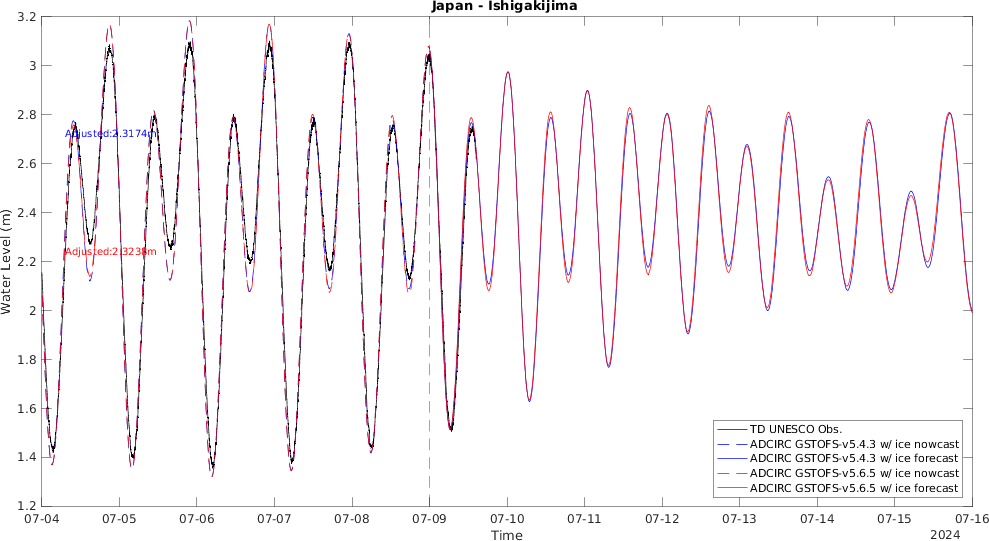 Japan - Ishigakijima
3.2
3
2.8
2.6
2.4
2.2
2
1.8
1.6
1.4
1.2
Water Level (m)
Adjusted:2.3174m
Adjusted:2.3238m
TD UNESCO Obs.
ADCIRC GSTOFS-v5.4.3 w/ ice nowcast
ADCIRC GSTOFS-v5.4.3 w/ ice forecast
ADCIRC GSTOFS-v5.6.5 w/ ice nowcast
ADCIRC GSTOFS-v5.6.5 w/ ice forecast
07-04 07-05 07-06 07-07 07-08 07-09 07-10 07-11 07-12 07-13 07-14 07-15 07-16
Time
2024